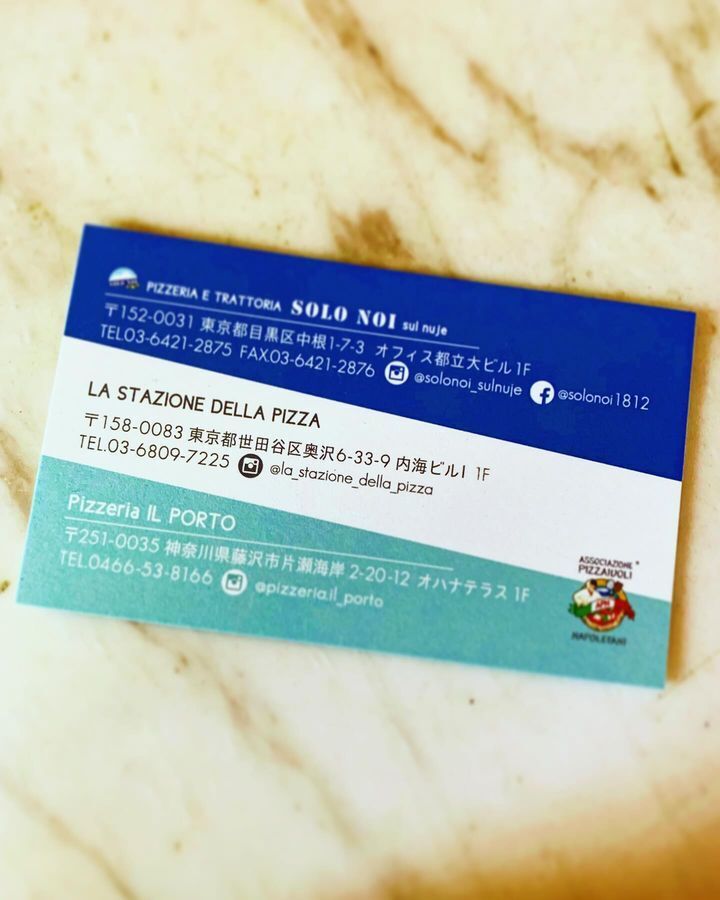 PIZZERIA E TRATTORIA SOLO NOI sul nuje
〒152-0031 東京都目黒区中根1-7-3 オフィス都立大ビル1F
TEL03-6421-2875 FAX.03-6421-2876 @solonoi_sulnuje @solonoi1812
LA STAZIONE DELLA PIZZA
〒158-0083 東京都世田谷区奥沢6-33-9 内海ビルI 1F
TEL.03-6809-7225 @la_stazione_della_pizza
Pizzeria IL PORTO
〒251-0035 神奈川県藤沢市片瀬海岸2-20-12 オハナテラス 1F
TEL0466-53-8166 @pizzeria.il_porto
ASSOCIAZIONE
PIZZAIUOLI
APN
NAPOLETANI